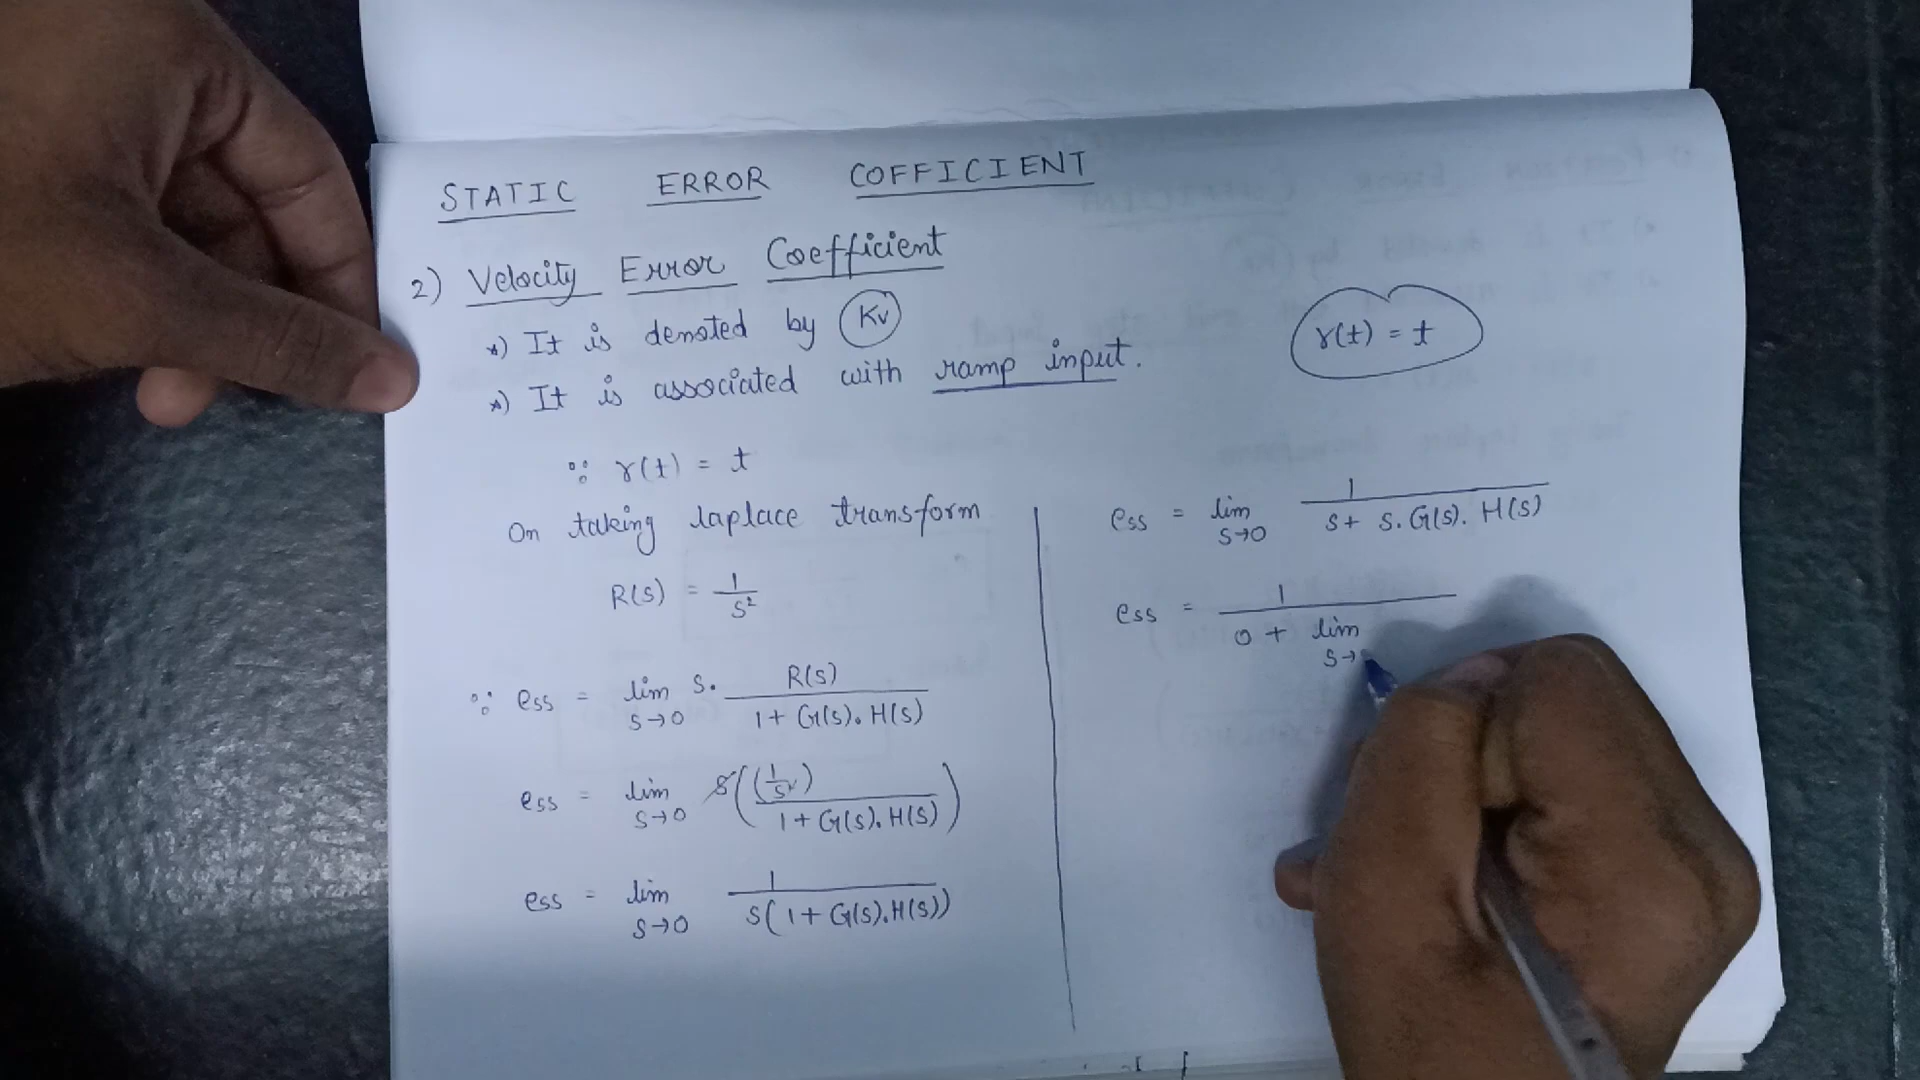 STATIC ERROR COFFICIENT
2) Velocity Error Coefficient
*) It is denoted by Kv
*) It is associated with ramp input.
r(t) = t
∵ r(t) = t
On taking laplace transform
R(s) = 1/s²
∵ ess = lim s→0 s. R(s) / 1 + G(s). H(s)
ess = lim s→0 s((1/s²) / 1 + G(s). H(s))
ess = lim s→0 1 / s(1 + G(s).H(s))
ess = lim s→0 1 / s + s. G(s). H(s)
ess = 1 / 0 + lim s→